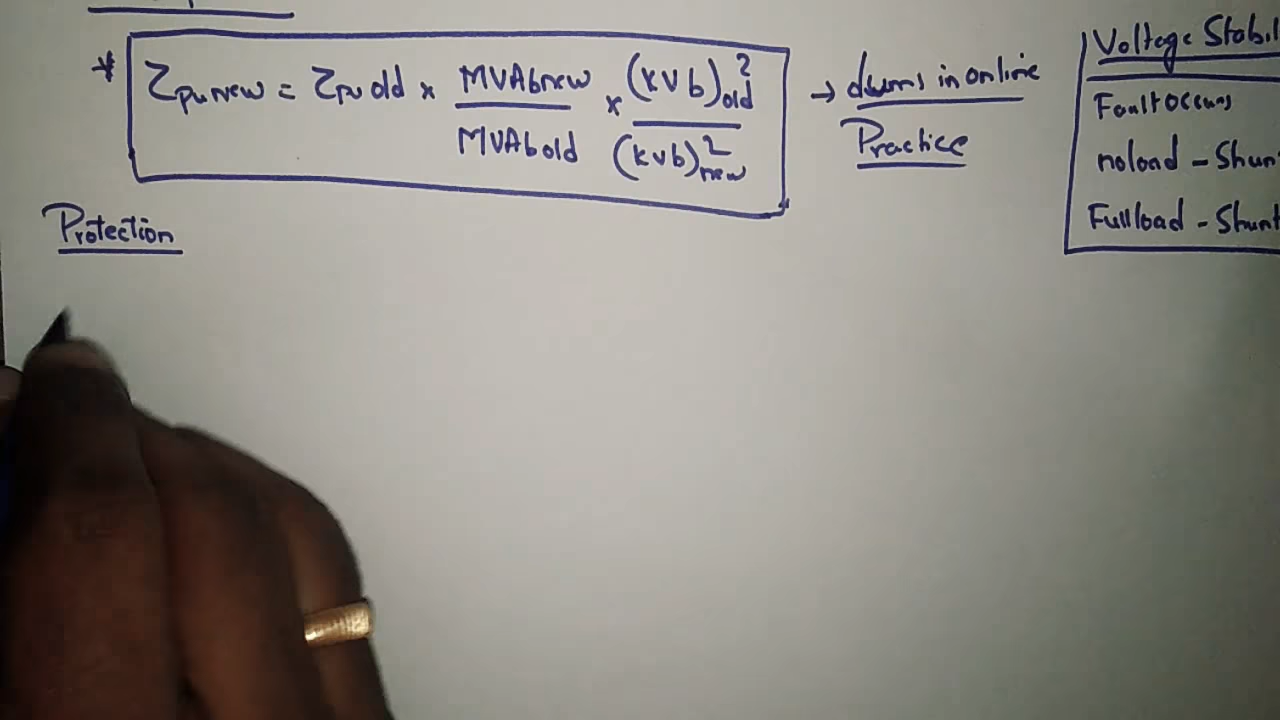 * Zpu new = Zpu old × MVAb new / MVAb old × (kVb)²old / (kVb)²new
→ in online
Practice
Protection
Voltage Stabil
Fault occurs
no load - Shun
Full load - Shunt